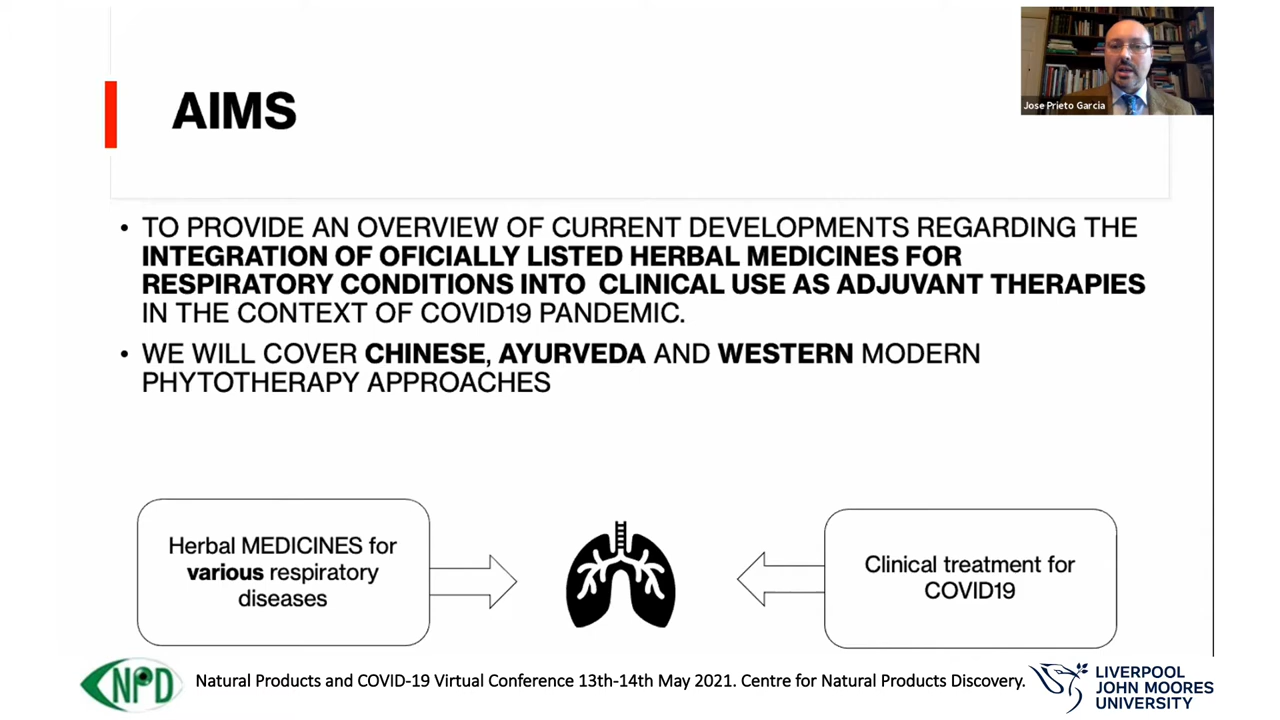 Jose Prieto Garcia
AIMS
• TO PROVIDE AN OVERVIEW OF CURRENT DEVELOPMENTS REGARDING THE
INTEGRATION OF OFICIALLY LISTED HERBAL MEDICINES FOR
RESPIRATORY CONDITIONS INTO CLINICAL USE AS ADJUVANT THERAPIES
IN THE CONTEXT OF COVID19 PANDEMIC.
• WE WILL COVER CHINESE, AYURVEDA AND WESTERN MODERN
PHYTOTHERAPY APPROACHES
Herbal MEDICINES for
various respiratory
diseases
Clinical treatment for
COVID19
NPD
Natural Products and COVID-19 Virtual Conference 13th-14th May 2021. Centre for Natural Products Discovery.
LIVERPOOL
JOHN MOORES
UNIVERSITY